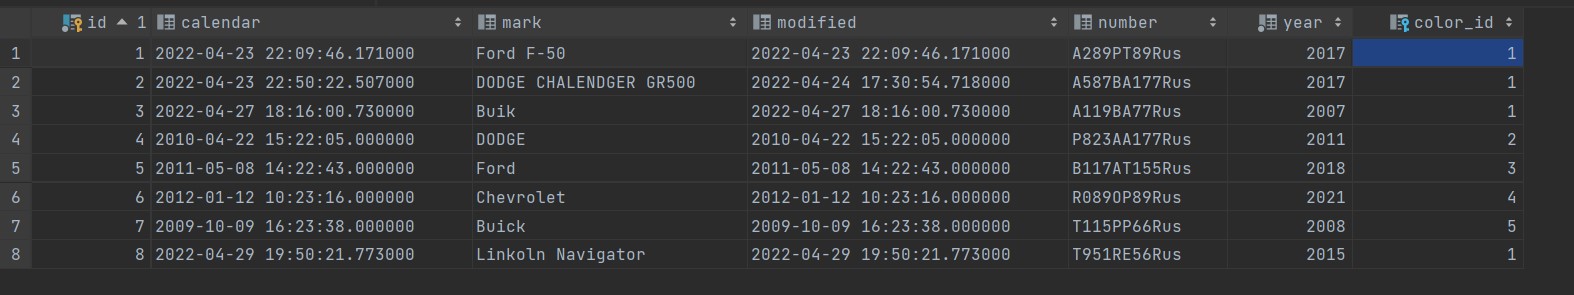 id 1 calendar mark modified number year color_id
1 1 2022-04-23 22:09:46.171000 Ford F-50 2022-04-23 22:09:46.171000 A289PT89Rus 2017 1
2 2 2022-04-23 22:50:22.507000 DODGE CHALENDGER GR500 2022-04-24 17:30:54.718000 A587BA177Rus 2017 1
3 3 2022-04-27 18:16:00.730000 Buik 2022-04-27 18:16:00.730000 A119BA77Rus 2007 1
4 4 2010-04-22 15:22:05.000000 DODGE 2010-04-22 15:22:05.000000 P823AA177Rus 2011 2
5 5 2011-05-08 14:22:43.000000 Ford 2011-05-08 14:22:43.000000 B117AT155Rus 2018 3
6 6 2012-01-12 10:23:16.000000 Chevrolet 2012-01-12 10:23:16.000000 R089OP89Rus 2021 4
7 7 2009-10-09 16:23:38.000000 Buick 2009-10-09 16:23:38.000000 T115PP66Rus 2008 5
8 8 2022-04-29 19:50:21.773000 Linkoln Navigator 2022-04-29 19:50:21.773000 T951RE56Rus 2015 1